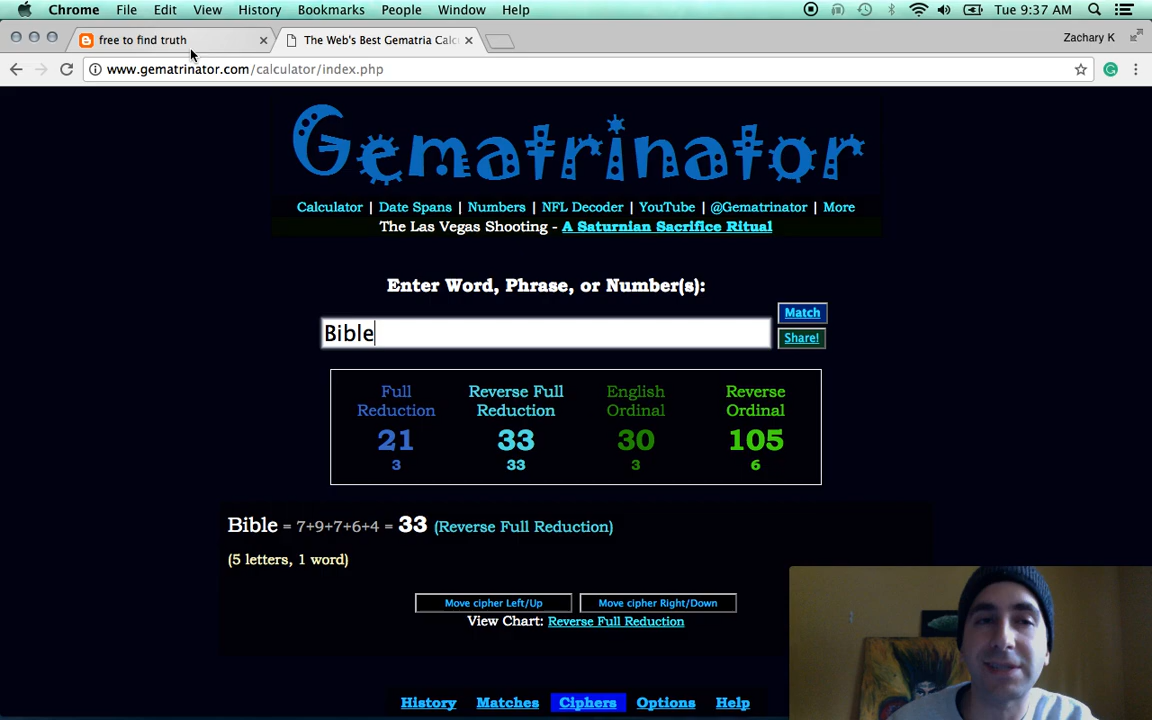 Chrome File Edit View History Bookmarks People Window Help Tue 9:37 AM
free to find truth The Web's Best Gematria Calc Zachary K
www.gematrinator.com/calculator/index.php
Gematrinator
Calculator | Date Spans | Numbers | NFL Decoder | YouTube | @Gematrinator | More
The Las Vegas Shooting - A Saturnian Sacrifice Ritual
Enter Word, Phrase, or Number(s):
Match
Bible
Share!
Full Reduction Reverse Full Reduction English Ordinal Reverse Ordinal
21 33 30 105
3 33 3 6
Bible = 7+9+7+6+4 = 33 (Reverse Full Reduction)
(5 letters, 1 word)
Move cipher Left/Up Move cipher Right/Down
View Chart: Reverse Full Reduction
History Matches Ciphers Options Help